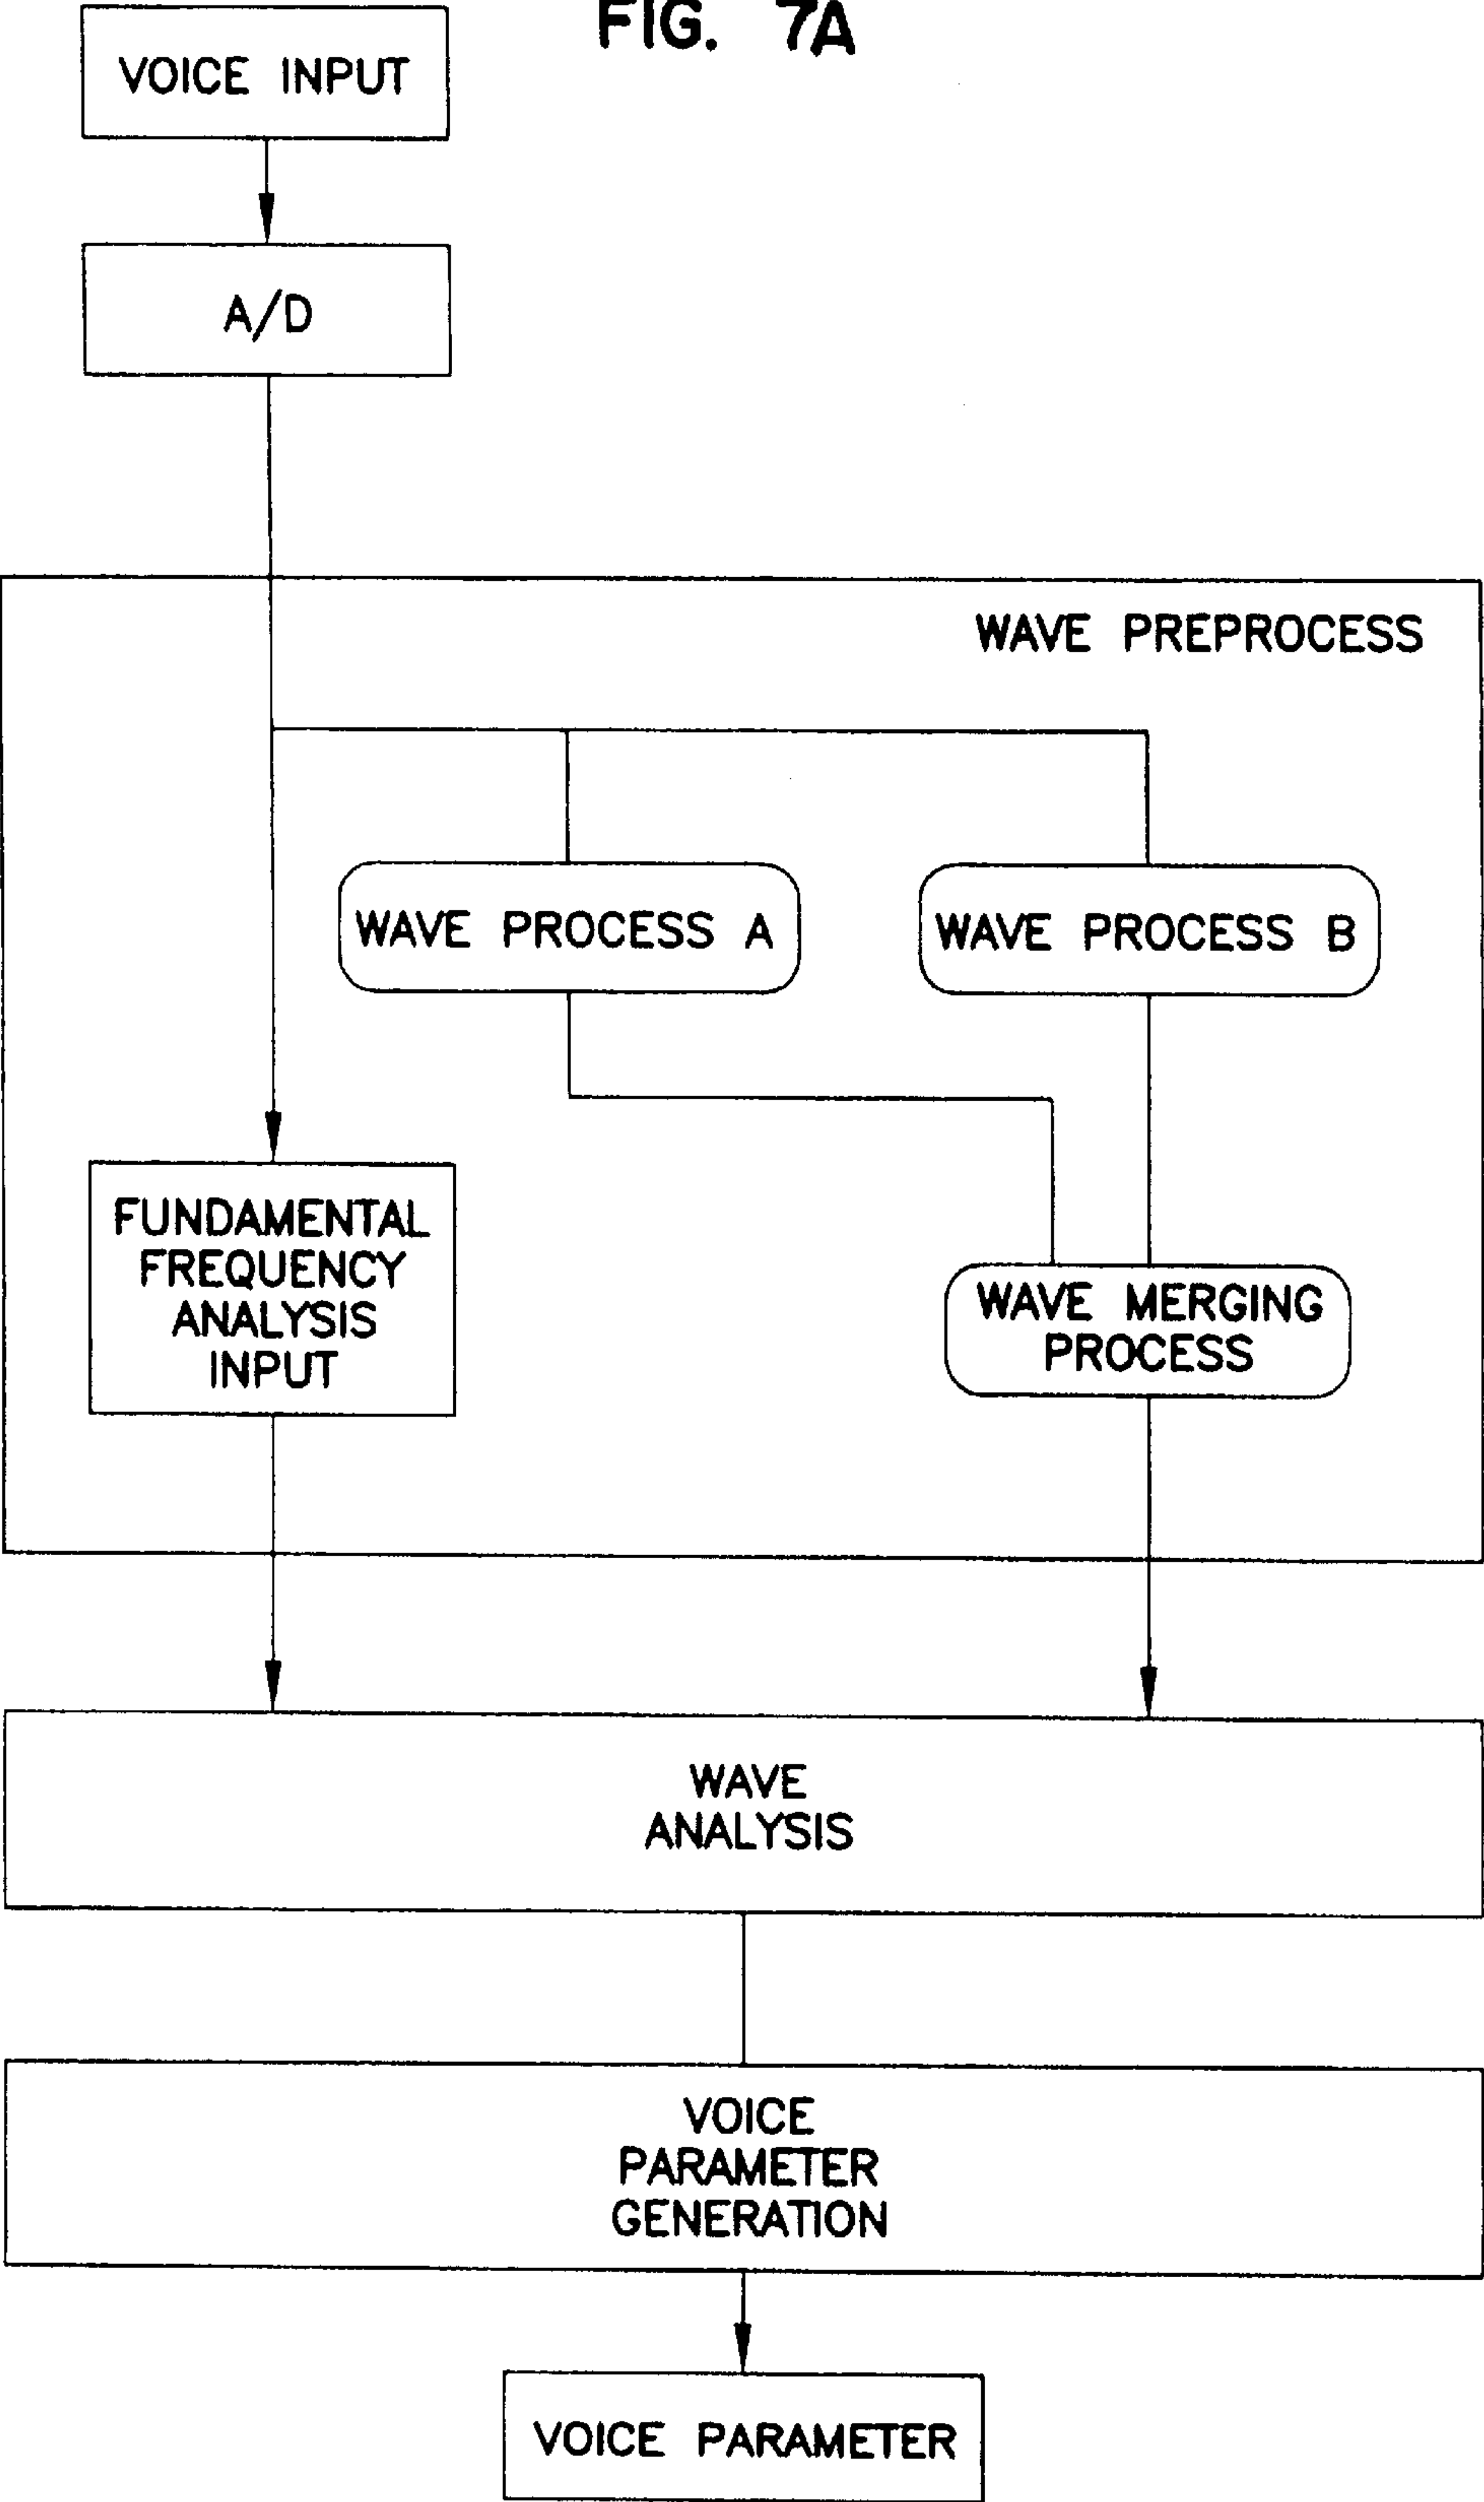 FIG. 7A
VOICE INPUT
A/D
WAVE PREPROCESS
WAVE PROCESS A
WAVE PROCESS B
FUNDAMENTAL
FREQUENCY
ANALYSIS
INPUT
WAVE MERGING
PROCESS
WAVE
ANALYSIS
VOICE
PARAMETER
GENERATION
VOICE PARAMETER